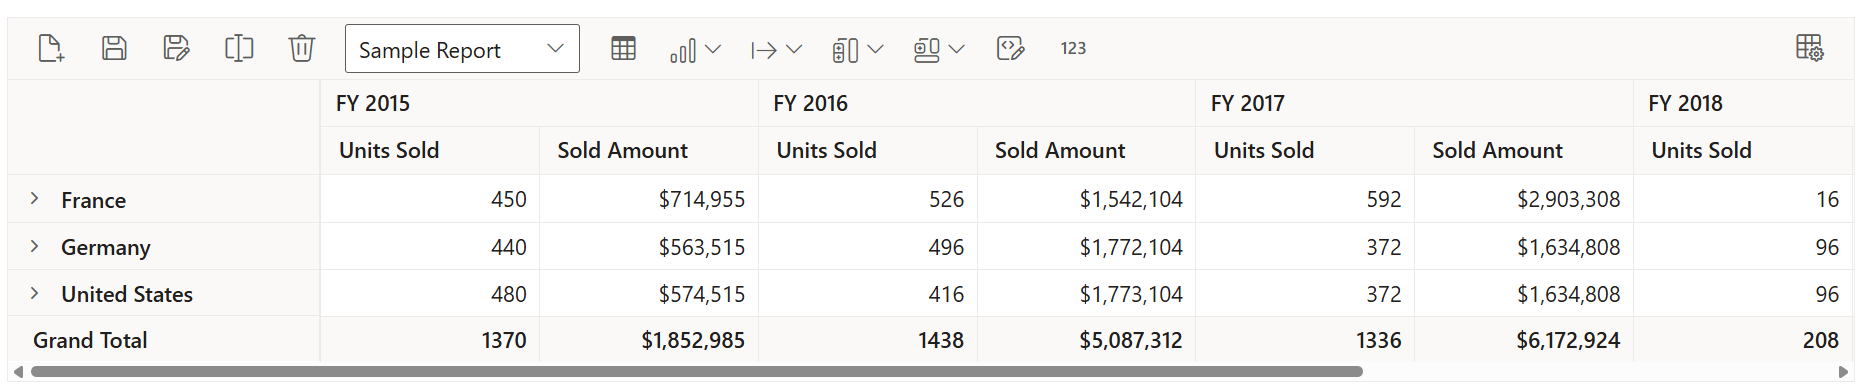 Sample Report 123
FY 2015 FY 2016 FY 2017 FY 2018
Units Sold Sold Amount Units Sold Sold Amount Units Sold Sold Amount Units Sold
France 450 $714,955 526 $1,542,104 592 $2,903,308 16
Germany 440 $563,515 496 $1,772,104 372 $1,634,808 96
United States 480 $574,515 416 $1,773,104 372 $1,634,808 96
Grand Total 1370 $1,852,985 1438 $5,087,312 1336 $6,172,924 208